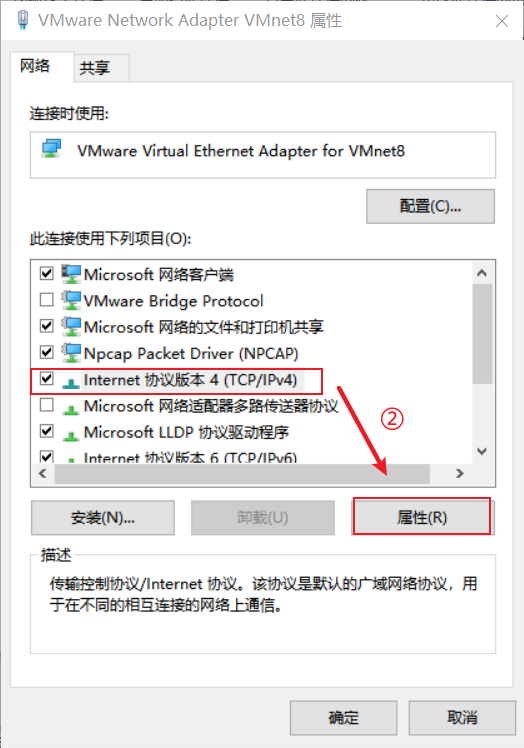 VMware Network Adapter VMnet8 属性
网络
共享
连接时使用:
VMware Virtual Ethernet Adapter for VMnet8
配置(C)...
此连接使用下列项目(O):
Microsoft 网络客户端
VMware Bridge Protocol
Microsoft 网络的文件和打印机共享
Npcap Packet Driver (NPCAP)
Internet 协议版本 4 (TCP/IPv4)
Microsoft 网络适配器多路传送器协议
②
Microsoft LLDP 协议驱动程序
Internet 协议版本 6 (TCP/IPv6)
安装(N)...
卸载(U)
属性(R)
描述
传输控制协议/Internet 协议。该协议是默认的广域网络协议，用
于在不同的相互连接的网络上通信。
确定
取消